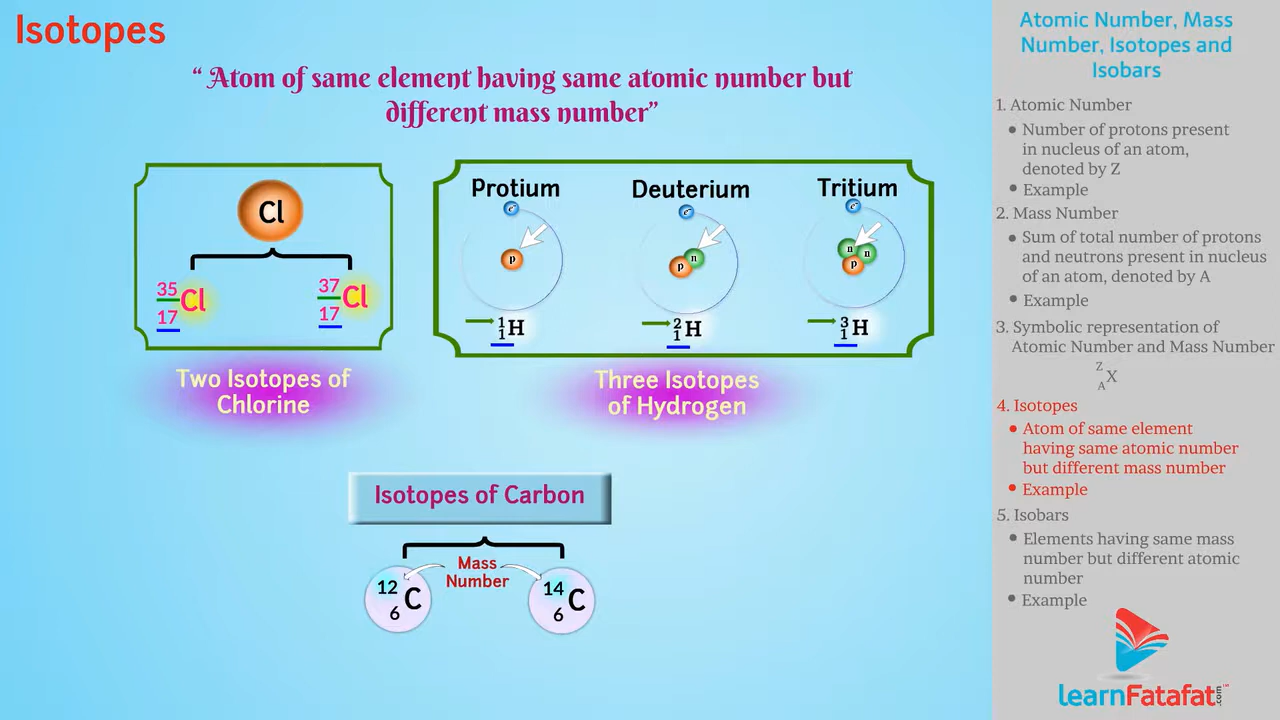 Isotopes
“ Atom of same element having same atomic number but
different mass number”
Cl
35
17
Cl
37
17
Cl
Two Isotopes of
Chlorine
Protium
e⁻
p
1
1
H
Deuterium
e⁻
p n
2
1
H
Tritium
e⁻
n n
p
3
1
H
Three Isotopes
of Hydrogen
Isotopes of Carbon
Mass
Number
12
6
C
14
6
C
Atomic Number, Mass
Number, Isotopes and
Isobars
1. Atomic Number
• Number of protons present
in nucleus of an atom,
denoted by Z
• Example
2. Mass Number
• Sum of total number of protons
and neutrons present in nucleus
of an atom, denoted by A
• Example
3. Symbolic representation of
Atomic Number and Mass Number
Z
A
X
4. Isotopes
• Atom of same element
having same atomic number
but different mass number
• Example
5. Isobars
• Elements having same mass
number but different atomic
number
• Example
learnFatafat.com™